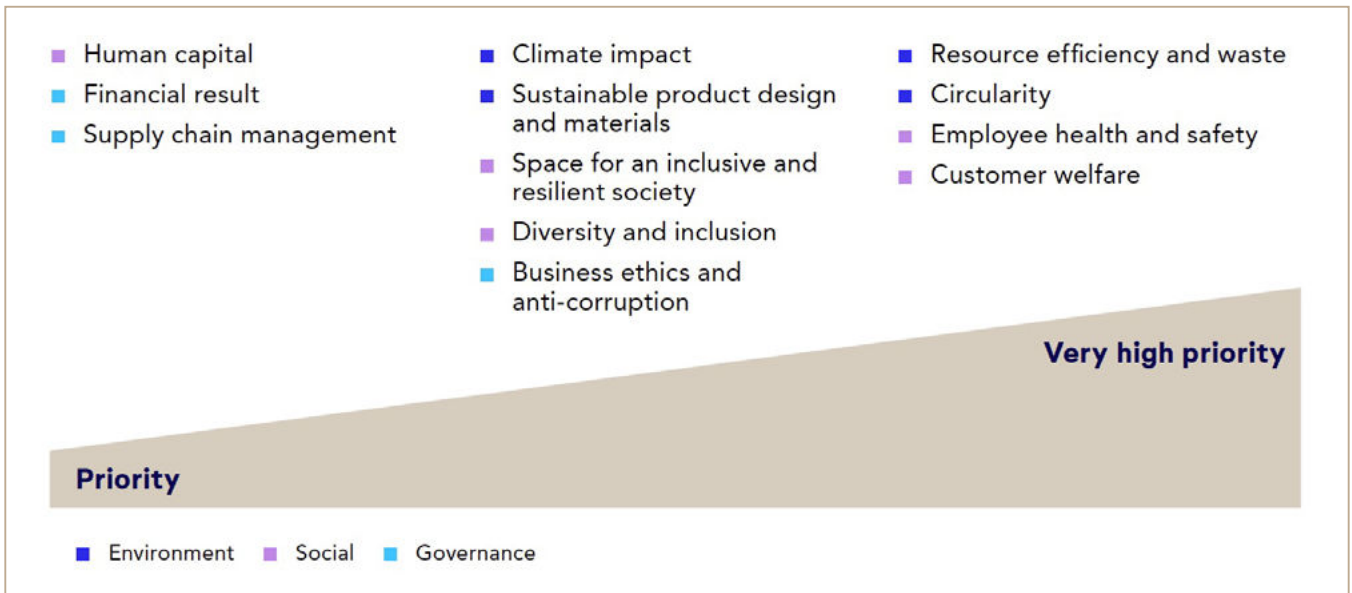 Human capital
Financial result
Supply chain management
Climate impact
Sustainable product design
and materials
Space for an inclusive and
resilient society
Diversity and inclusion
Business ethics and
anti-corruption
Resource efficiency and waste
Circularity
Employee health and safety
Customer welfare
Very high priority
Priority
Environment
Social
Governance